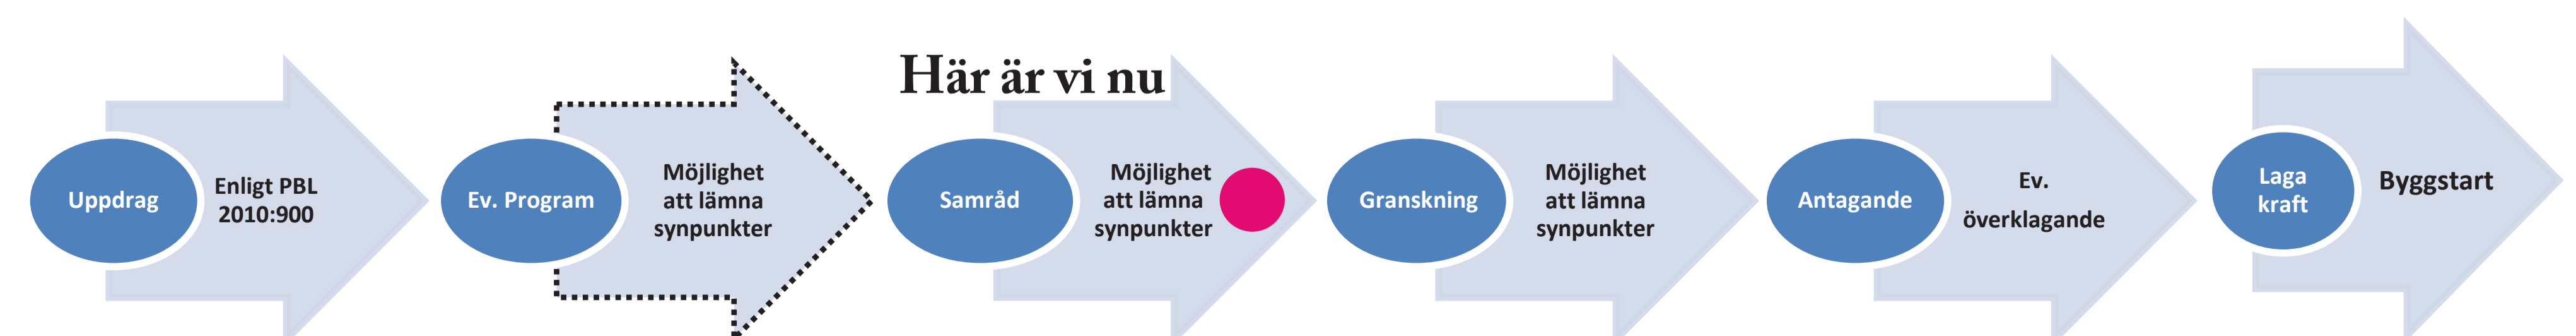 Här är vi nu
Uppdrag
Enligt PBL
2010:900
Ev. Program
Möjlighet
att lämna
synpunkter
Samråd
Möjlighet
att lämna
synpunkter
Granskning
Möjlighet
att lämna
synpunkter
Antagande
Ev.
överklagande
Laga
kraft
Byggstart